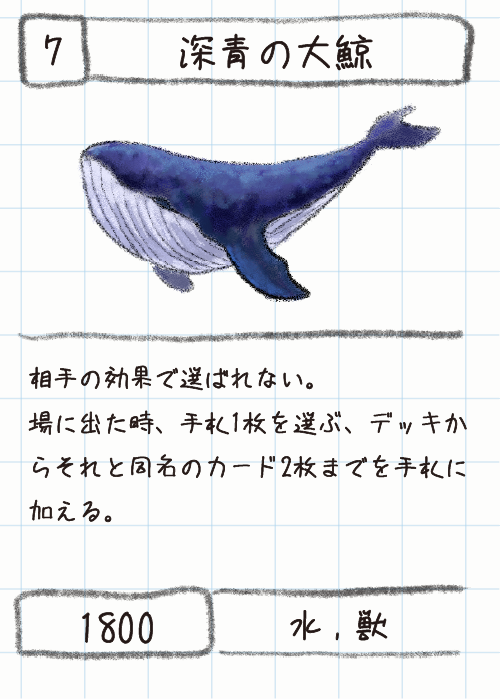 7
深青の大鯨
相手の効果で選ばれない。
場に出た時、手札1枚を選ぶ、デッキか
らそれと同名のカード2枚までを手札に
加える。
1800
水,獣